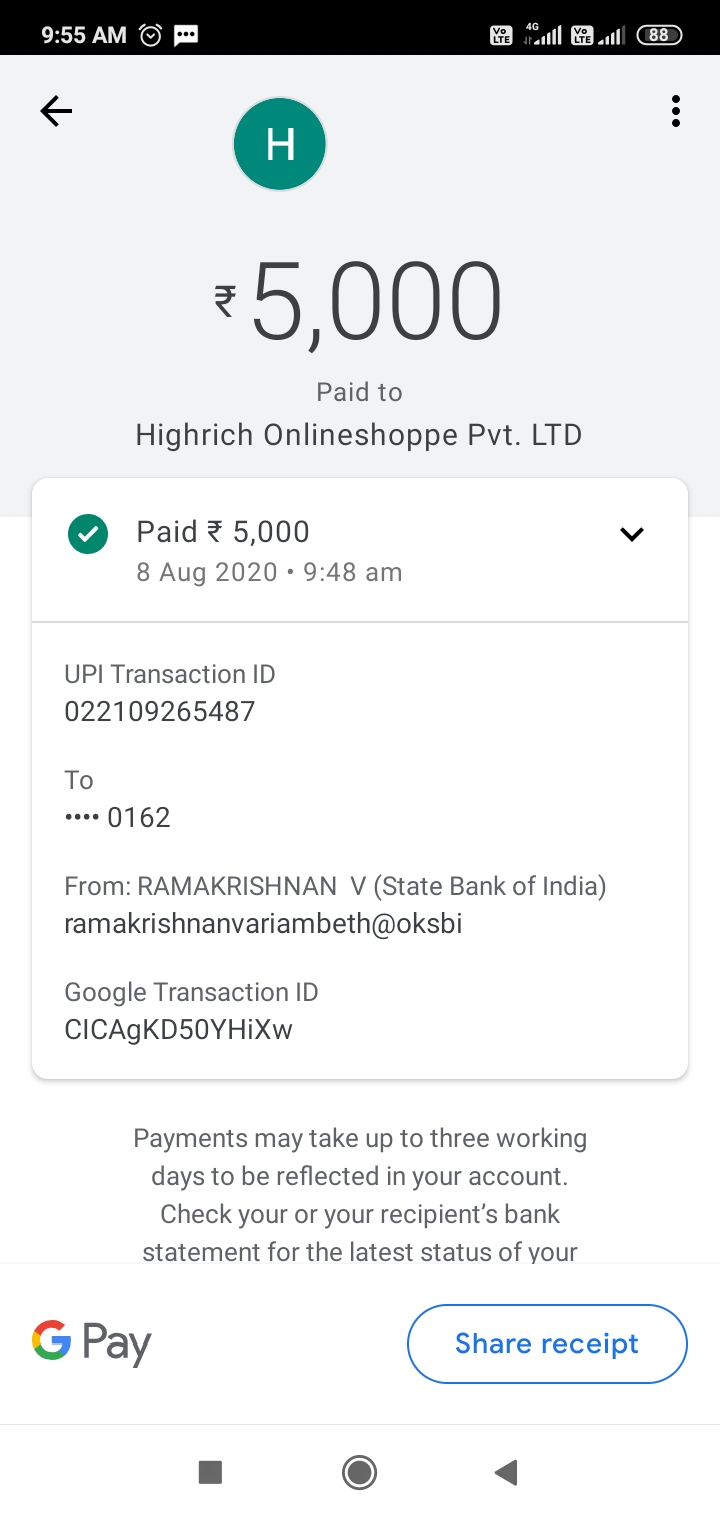 9:55 AM
Vo LTE 4G Vo LTE 88
H
₹5,000
Paid to
Highrich Onlineshoppe Pvt. LTD
Paid ₹ 5,000
8 Aug 2020 • 9:48 am
UPI Transaction ID
022109265487
To
•••• 0162
From: RAMAKRISHNAN  V (State Bank of India)
ramakrishnanvariambeth@oksbi
Google Transaction ID
CICAgKD50YHiXw
Payments may take up to three working
days to be reflected in your account.
Check your or your recipient's bank
statement for the latest status of your
G Pay
Share receipt